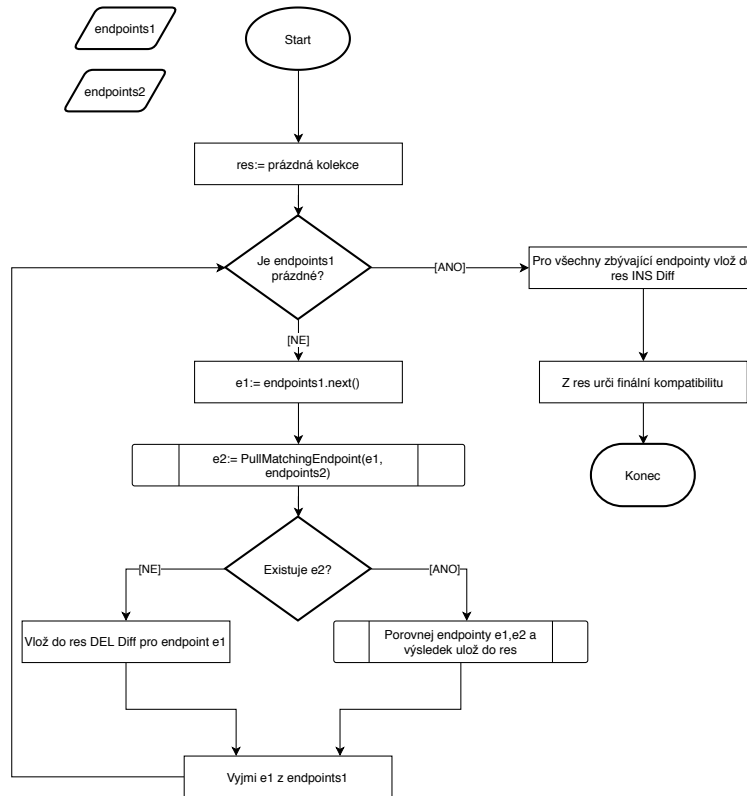 endpoints1
Start
endpoints2
res:= prázdná kolekce
Je endpoints1
prázdné?
[ANO]
Pro všechny zbývající endpointy vlož do
res INS Diff
[NE]
e1:= endpoints1.next()
Z res urči finální kompatibilitu
e2:= PullMatchingEndpoint(e1,
endpoints2)
Konec
Existuje e2?
[NE]
[ANO]
Vlož do res DEL Diff pro endpoint e1
Porovnej endpointy e1,e2 a
výsledek ulož do res
Vyjmi e1 z endpoints1